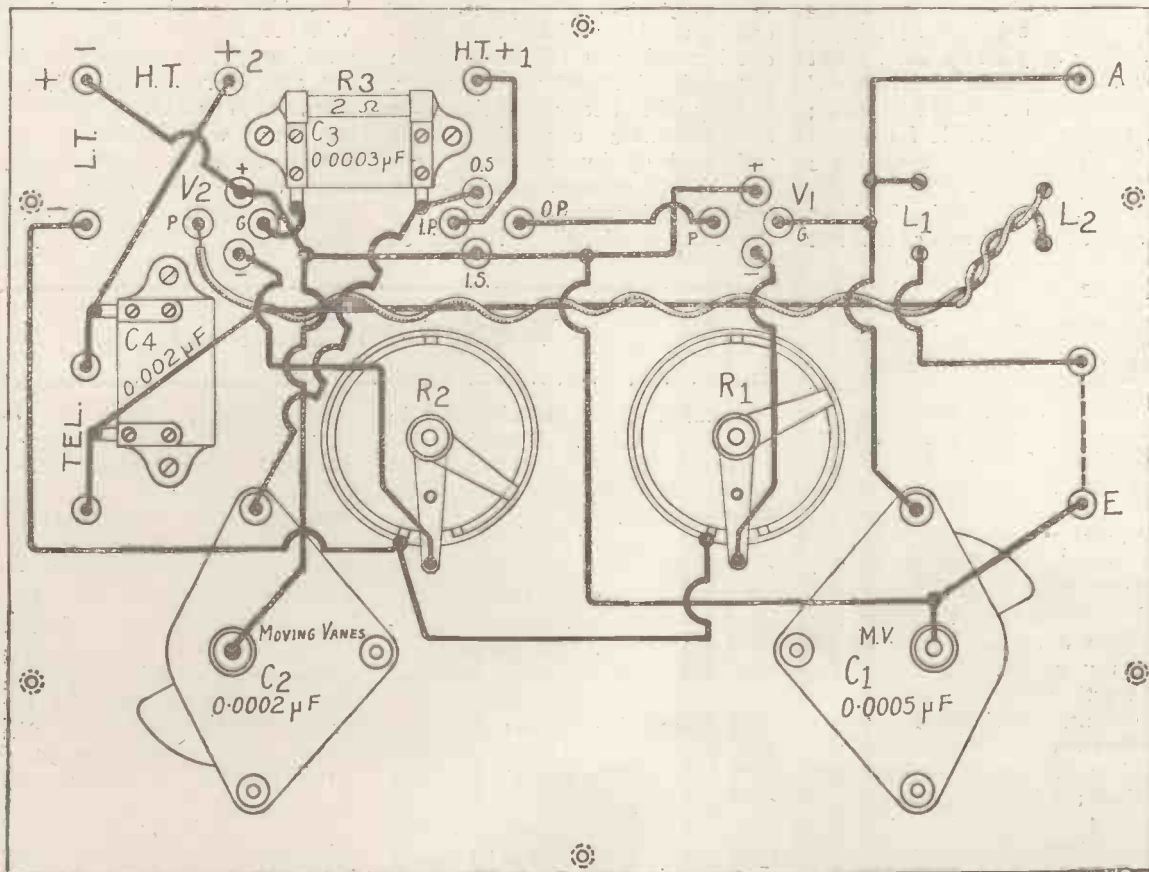 + -
H.T.
+2
L.T.
-
R3
2 Ω
C3
0.0003μF
H.T.+1
O.S.
I.P.
I.S.
O.P.
V2
+
P
G
-
V1
+
P
G.
-
A
L1
L2
C4
0.002μF
TEL.
R2
R1
E
MOVING VANES
C2
0.0002μF
M.V.
C1
0.0005μF